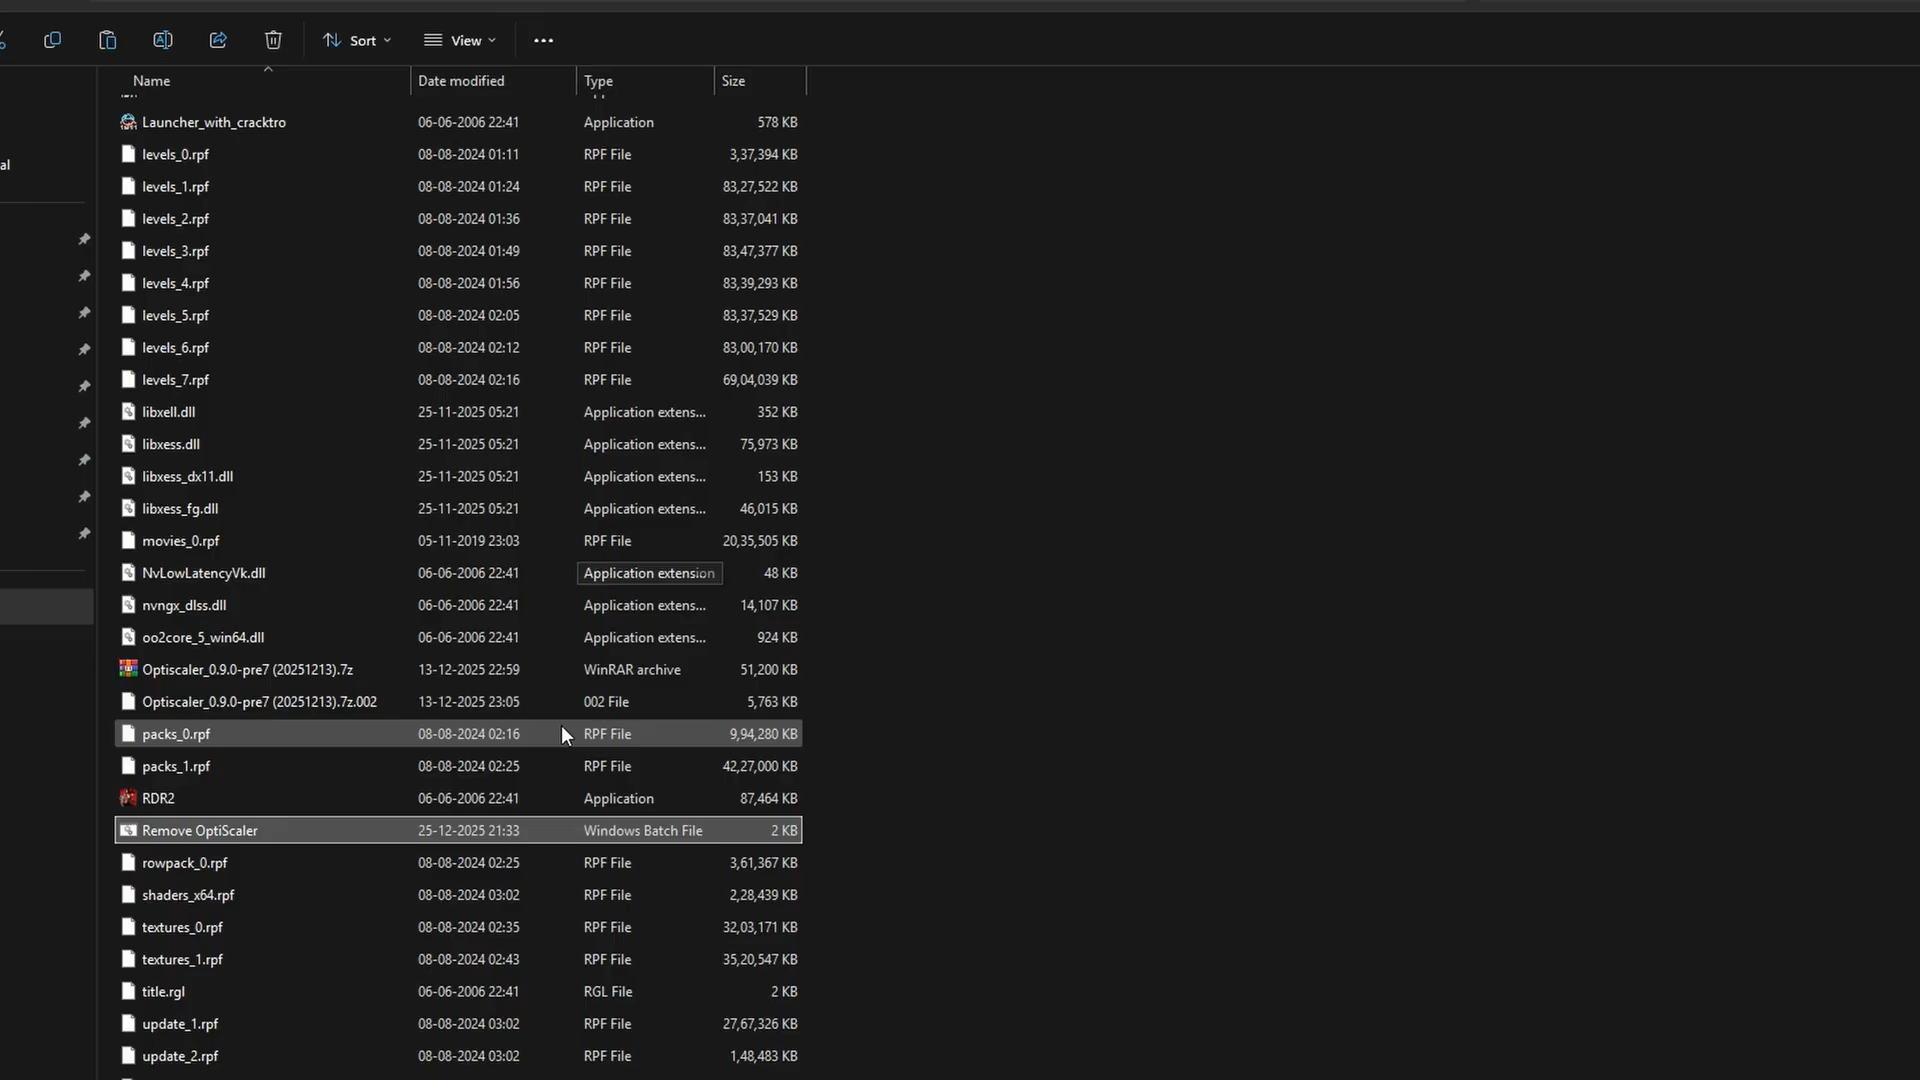 Sort
View
Name Date modified Type Size
Launcher_with_cracktro 06-06-2006 22:41 Application 578 KB
levels_0.rpf 08-08-2024 01:11 RPF File 3,37,394 KB
al
levels_1.rpf 08-08-2024 01:24 RPF File 83,27,522 KB
levels_2.rpf 08-08-2024 01:36 RPF File 83,37,041 KB
levels_3.rpf 08-08-2024 01:49 RPF File 83,47,377 KB
levels_4.rpf 08-08-2024 01:56 RPF File 83,39,293 KB
levels_5.rpf 08-08-2024 02:05 RPF File 83,37,529 KB
levels_6.rpf 08-08-2024 02:12 RPF File 83,00,170 KB
levels_7.rpf 08-08-2024 02:16 RPF File 69,04,039 KB
libxell.dll 25-11-2025 05:21 Application extens... 352 KB
libxess.dll 25-11-2025 05:21 Application extens... 75,973 KB
libxess_dx11.dll 25-11-2025 05:21 Application extens... 153 KB
libxess_fg.dll 25-11-2025 05:21 Application extens... 46,015 KB
movies_0.rpf 05-11-2019 23:03 RPF File 20,35,505 KB
NvLowLatencyVk.dll 06-06-2006 22:41 Application extension 48 KB
nvngx_dlss.dll 06-06-2006 22:41 Application extens... 14,107 KB
oo2core_5_win64.dll 06-06-2006 22:41 Application extens... 924 KB
Optiscaler_0.9.0-pre7 (20251213).7z 13-12-2025 22:59 WinRAR archive 51,200 KB
Optiscaler_0.9.0-pre7 (20251213).7z.002 13-12-2025 23:05 002 File 5,763 KB
packs_0.rpf 08-08-2024 02:16 RPF File 9,94,280 KB
packs_1.rpf 08-08-2024 02:25 RPF File 42,27,000 KB
RDR2 06-06-2006 22:41 Application 87,464 KB
Remove OptiScaler 25-12-2025 21:33 Windows Batch File 2 KB
rowpack_0.rpf 08-08-2024 02:25 RPF File 3,61,367 KB
shaders_x64.rpf 08-08-2024 03:02 RPF File 2,28,439 KB
textures_0.rpf 08-08-2024 02:35 RPF File 32,03,171 KB
textures_1.rpf 08-08-2024 02:43 RPF File 35,20,547 KB
title.rgl 06-06-2006 22:41 RGL File 2 KB
update_1.rpf 08-08-2024 03:02 RPF File 27,67,326 KB
update_2.rpf 08-08-2024 03:02 RPF File 1,48,483 KB